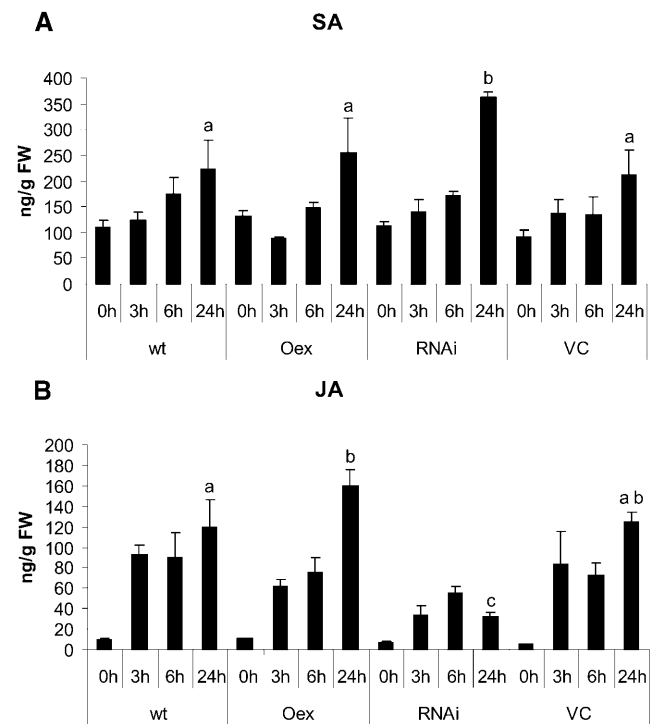 A
SA
ng/g FW
400
350
300
250
200
150
100
50
0
a
a
b
a
0h 3h 6h 24h 0h 3h 6h 24h 0h 3h 6h 24h 0h 3h 6h 24h
wt Oex RNAi VC
B
JA
ng/g FW
200
180
160
140
120
100
80
60
40
20
0
a
b
c
a b
0h 3h 6h 24h 0h 3h 6h 24h 0h 3h 6h 24h 0h 3h 6h 24h
wt Oex RNAi VC